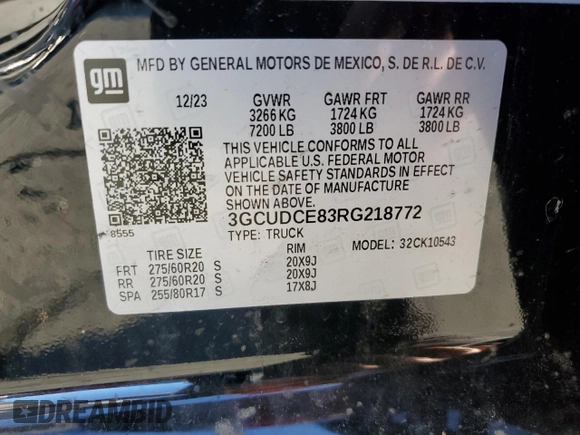 gm
MFD BY GENERAL MOTORS DE MEXICO, S. DE R.L. DE C.V.
12/23 GVWR GAWR FRT GAWR RR
3266 KG 1724 KG 1724 KG
7200 LB 3800 LB 3800 LB
THIS VEHICLE CONFORMS TO ALL
APPLICABLE U.S. FEDERAL MOTOR
VEHICLE SAFETY STANDARDS IN EFFECT
ON THE DATE OF MANUFACTURE
SHOWN ABOVE.
3GCUDCE83RG218772
8555
TYPE: TRUCK MODEL: 32CK10543
TIRE SIZE RIM
FRT 275/60R20 S 20X9J
RR 275/60R20 S 20X9J
SPA 255/80R17 S 17X8J
DREAMBID